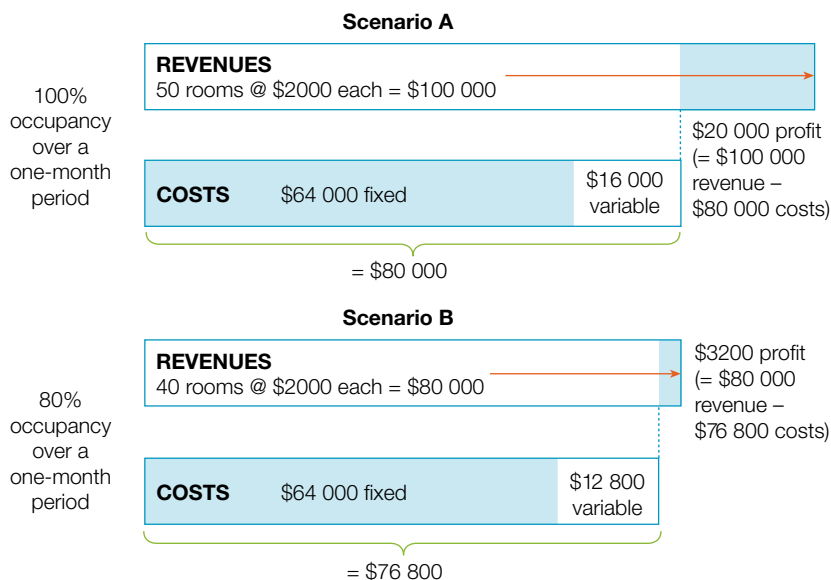 Scenario A
100%
occupancy
over a
one-month
period
REVENUES
50 rooms @ $2000 each = $100 000
$20 000 profit
(= $100 000
revenue –
$80 000 costs)
COSTS $64 000 fixed
$16 000
variable
= $80 000
Scenario B
80%
occupancy
over a
one-month
period
REVENUES
40 rooms @ $2000 each = $80 000
$3200 profit
(= $80 000
revenue –
$76 800 costs)
COSTS $64 000 fixed
$12 800
variable
= $76 800